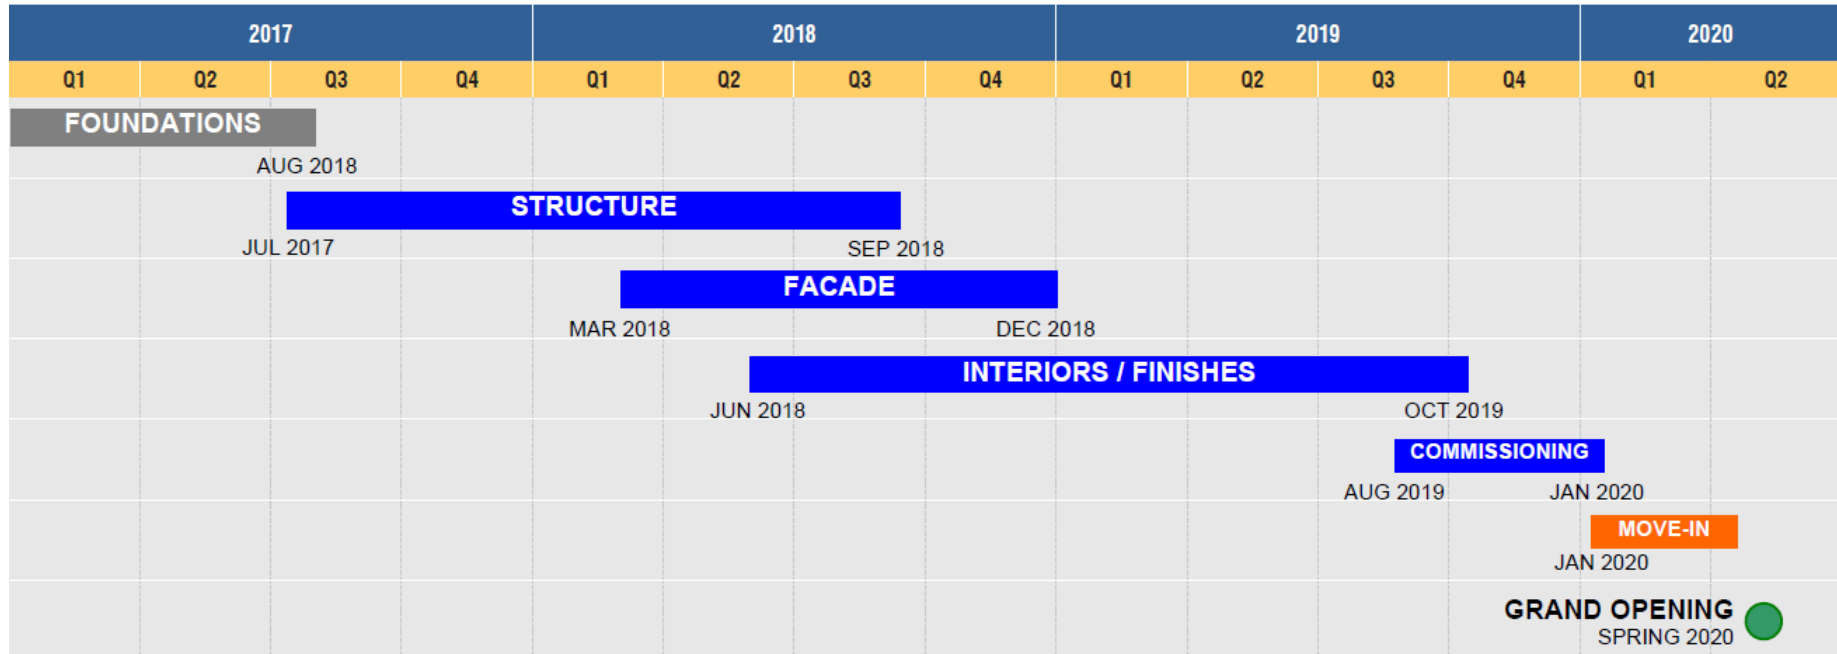 2017 2018 2019 2020
Q1 Q2 Q3 Q4 Q1 Q2 Q3 Q4 Q1 Q2 Q3 Q4 Q1 Q2
FOUNDATIONS
AUG 2018
STRUCTURE
JUL 2017 SEP 2018
FACADE
MAR 2018 DEC 2018
INTERIORS / FINISHES
JUN 2018 OCT 2019
COMMISSIONING
AUG 2019 JAN 2020
MOVE-IN
JAN 2020
GRAND OPENING
SPRING 2020